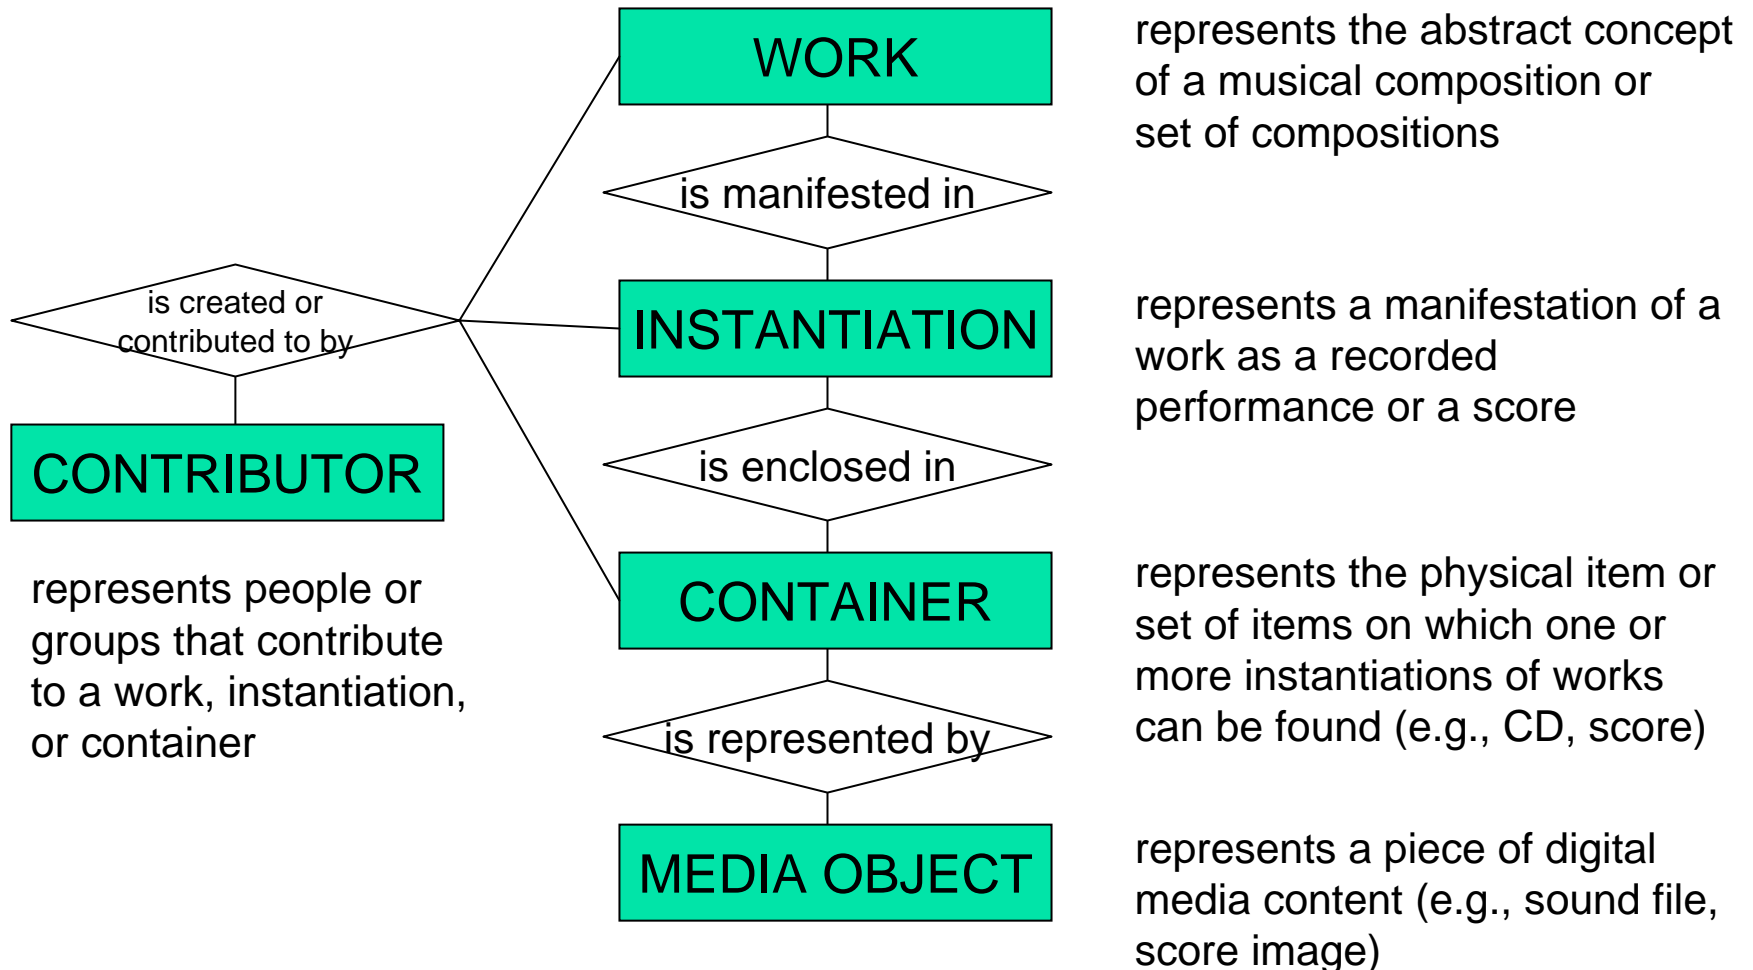 WORK
represents the abstract concept
of a musical composition or
set of compositions
is manifested in
is created or
contributed to by
INSTANTIATION
represents a manifestation of a
work as a recorded
performance or a score
CONTRIBUTOR
represents people or
groups that contribute
to a work, instantiation,
or container
is enclosed in
CONTAINER
represents the physical item or
set of items on which one or
more instantiations of works
can be found (e.g., CD, score)
is represented by
MEDIA OBJECT
represents a piece of digital
media content (e.g., sound file,
score image)